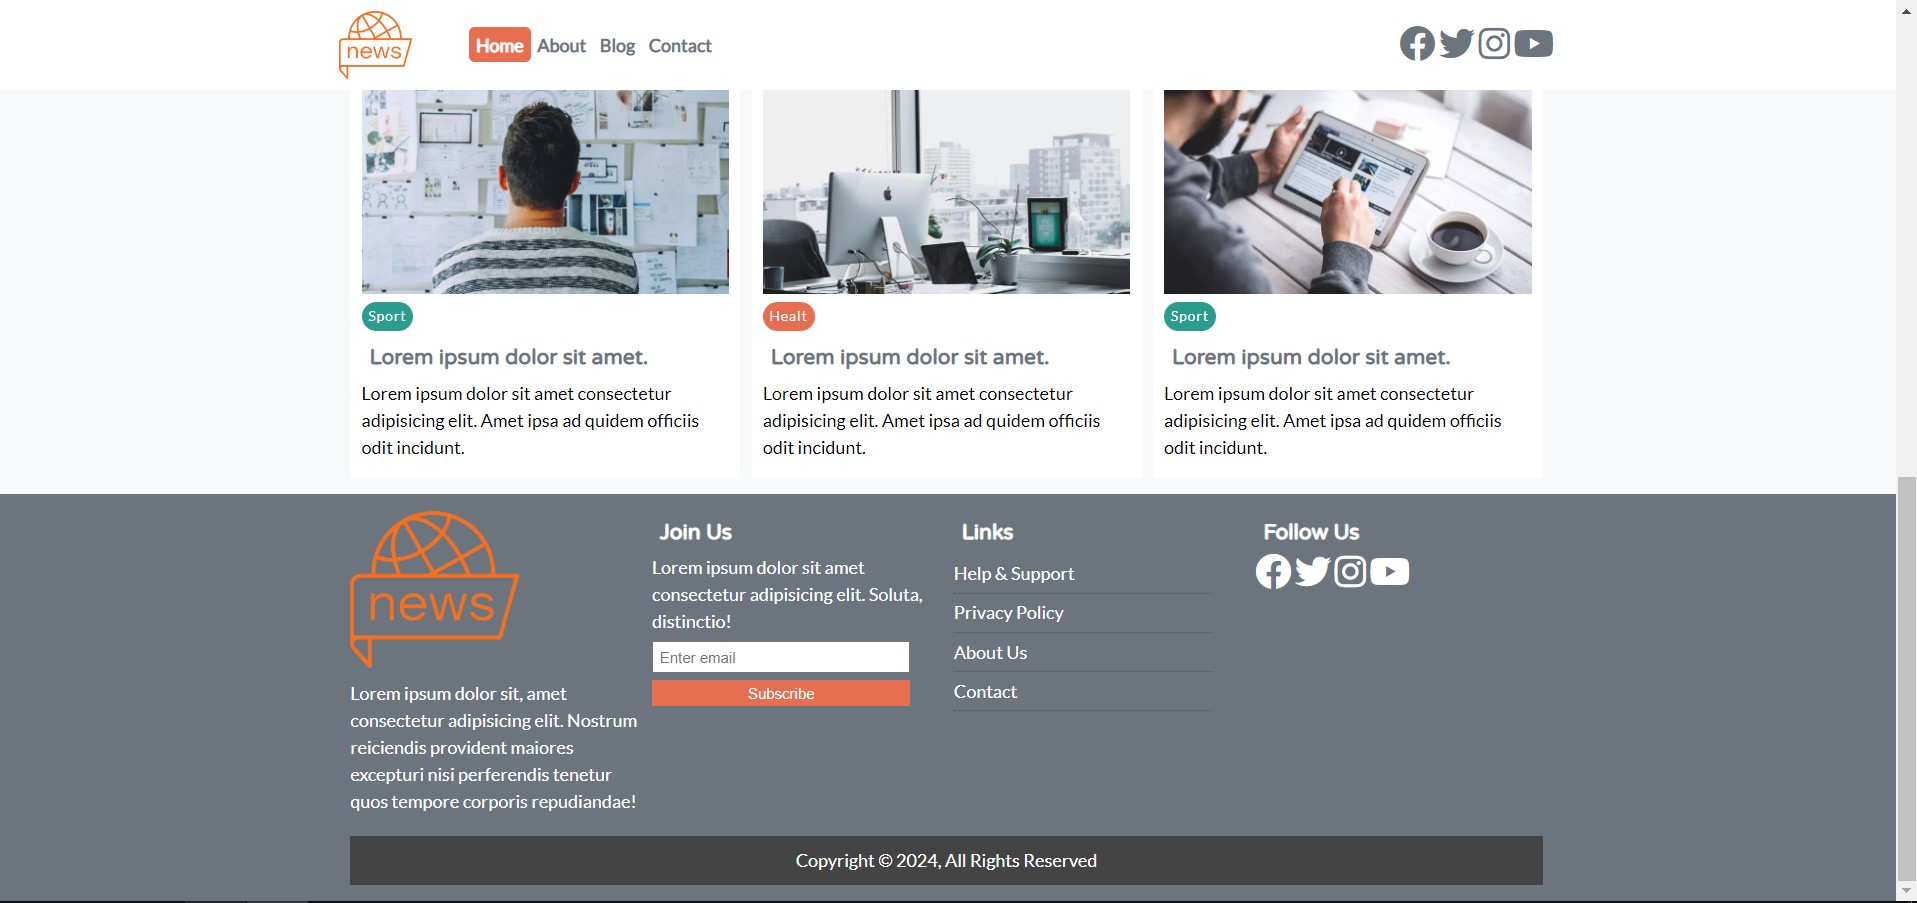 news
Home About Blog Contact
Sport
Lorem ipsum dolor sit amet.
Lorem ipsum dolor sit amet consectetur
adipisicing elit. Amet ipsa ad quidem officiis
odit incidunt.
Healt
Lorem ipsum dolor sit amet.
Lorem ipsum dolor sit amet consectetur
adipisicing elit. Amet ipsa ad quidem officiis
odit incidunt.
Sport
Lorem ipsum dolor sit amet.
Lorem ipsum dolor sit amet consectetur
adipisicing elit. Amet ipsa ad quidem officiis
odit incidunt.
news
Lorem ipsum dolor sit, amet
consectetur adipisicing elit. Nostrum
reiciendis provident maiores
excepturi nisi perferendis tenetur
quos tempore corporis repudiandae!
Join Us
Lorem ipsum dolor sit amet
consectetur adipisicing elit. Soluta,
distinctio!
Enter email
Subscribe
Links
Help & Support
Privacy Policy
About Us
Contact
Follow Us
Copyright © 2024, All Rights Reserved